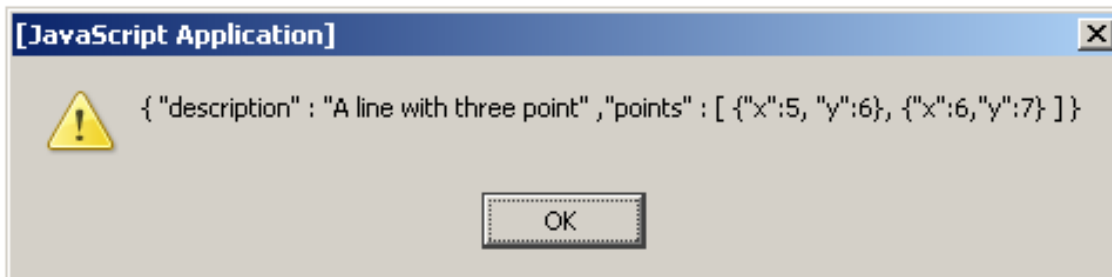 [JavaScript Application]
{ "description" : "A line with three point" ,"points" : [ {"x":5, "y":6}, {"x":6,"y":7} ] }
OK